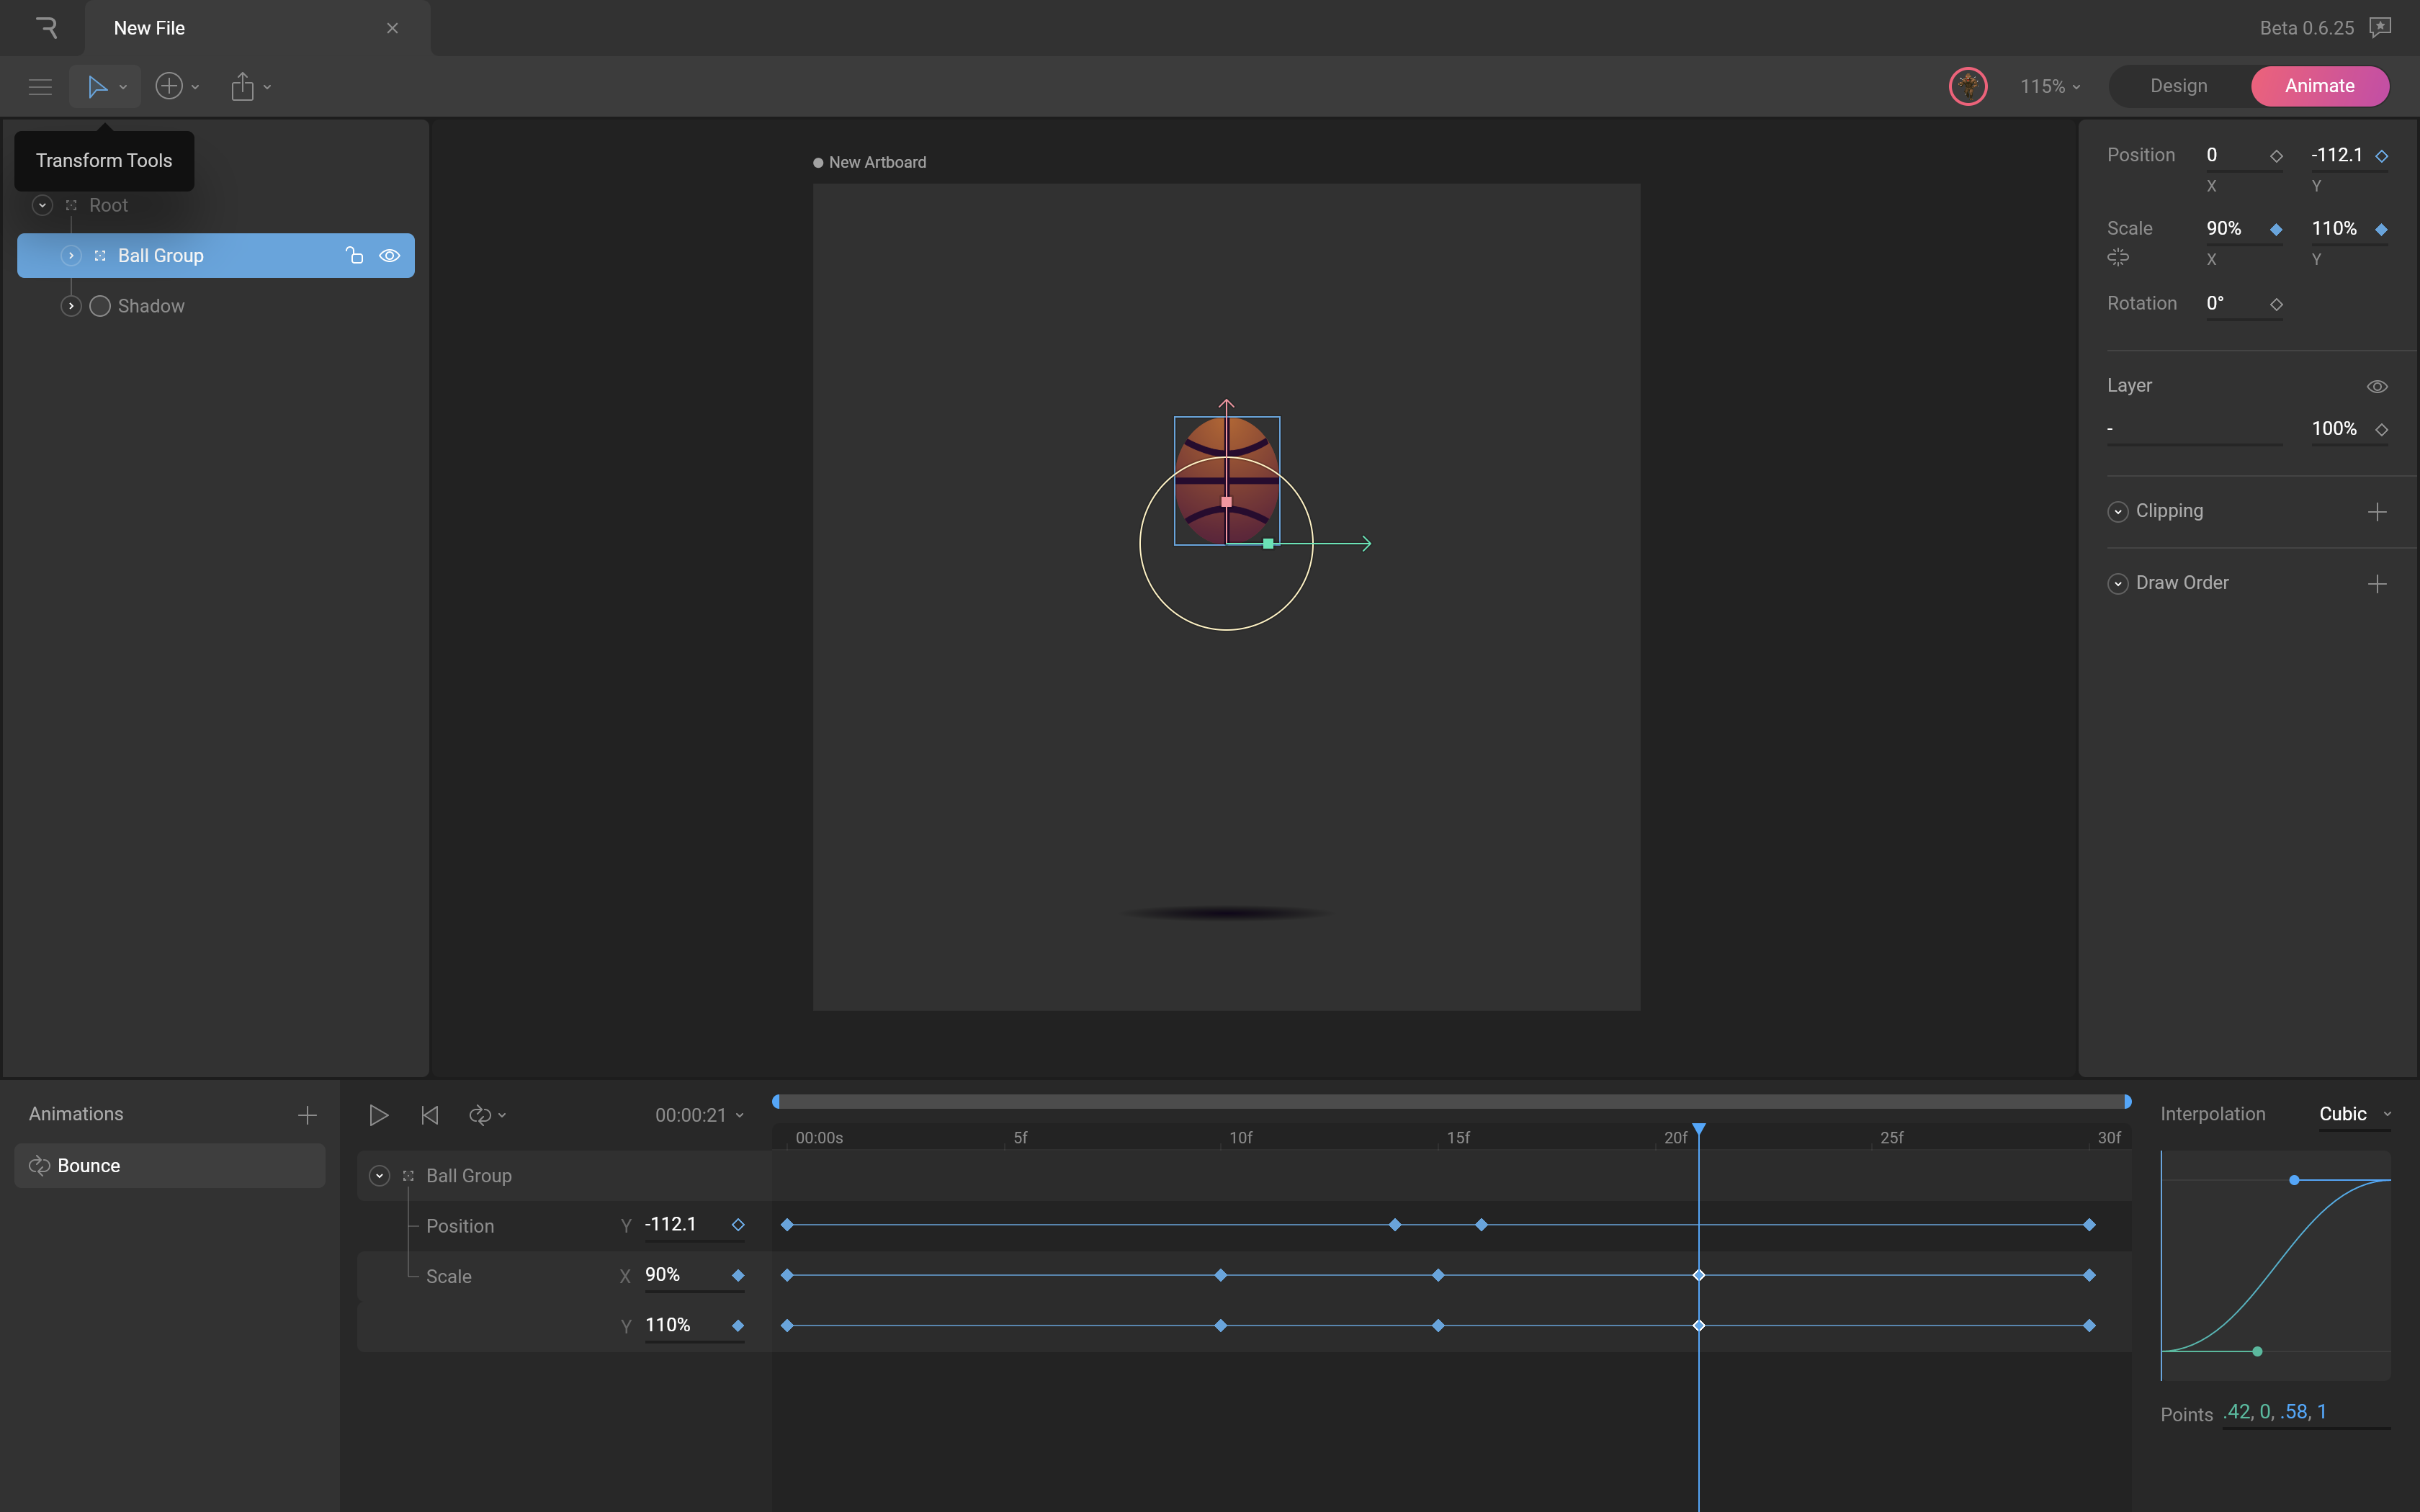 New File
Beta 0.6.25
115%
Design
Animate
Transform Tools
Root
Ball Group
Shadow
New Artboard
Position 0 -112.1
X Y
Scale 90% 110%
X Y
Rotation 0°
Layer
- 100%
Clipping
Draw Order
Animations
Bounce
00:00:21
00:00s 5f 10f 15f 20f 25f 30f
Ball Group
Position Y -112.1
Scale X 90%
Y 110%
Interpolation Cubic
Points .42, 0, .58, 1